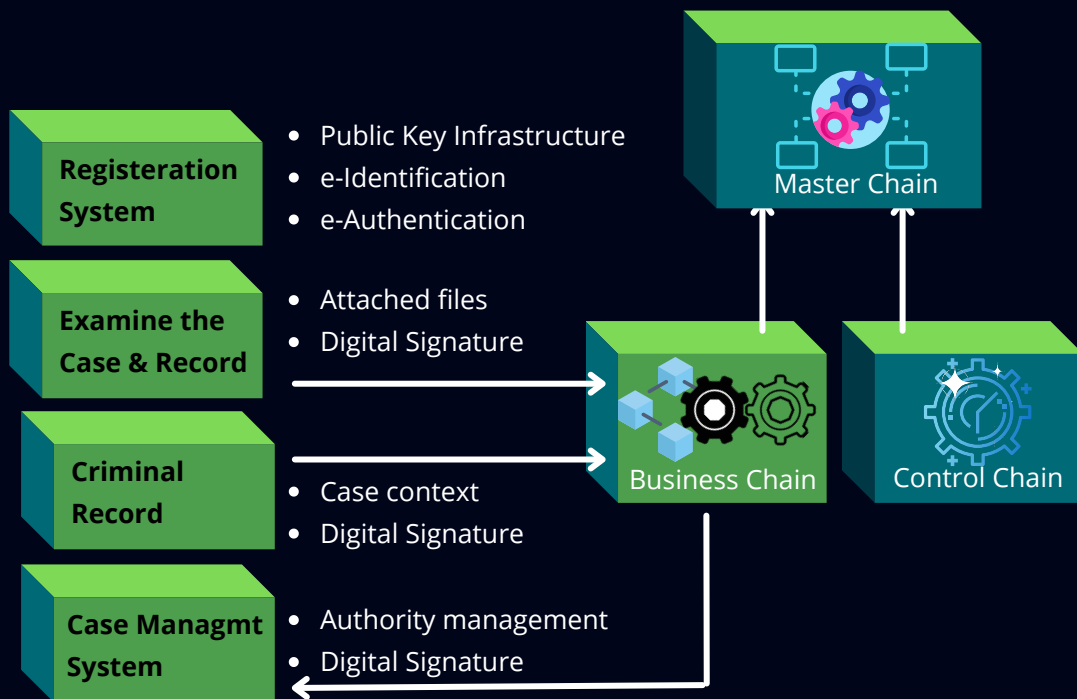 Registeration
System
• Public Key Infrastructure
• e-Identification
• e-Authentication
Master Chain
Examine the
Case & Record
• Attached files
• Digital Signature
Criminal
Record
• Case context
• Digital Signature
Business Chain
Control Chain
Case Managmt
System
• Authority management
• Digital Signature